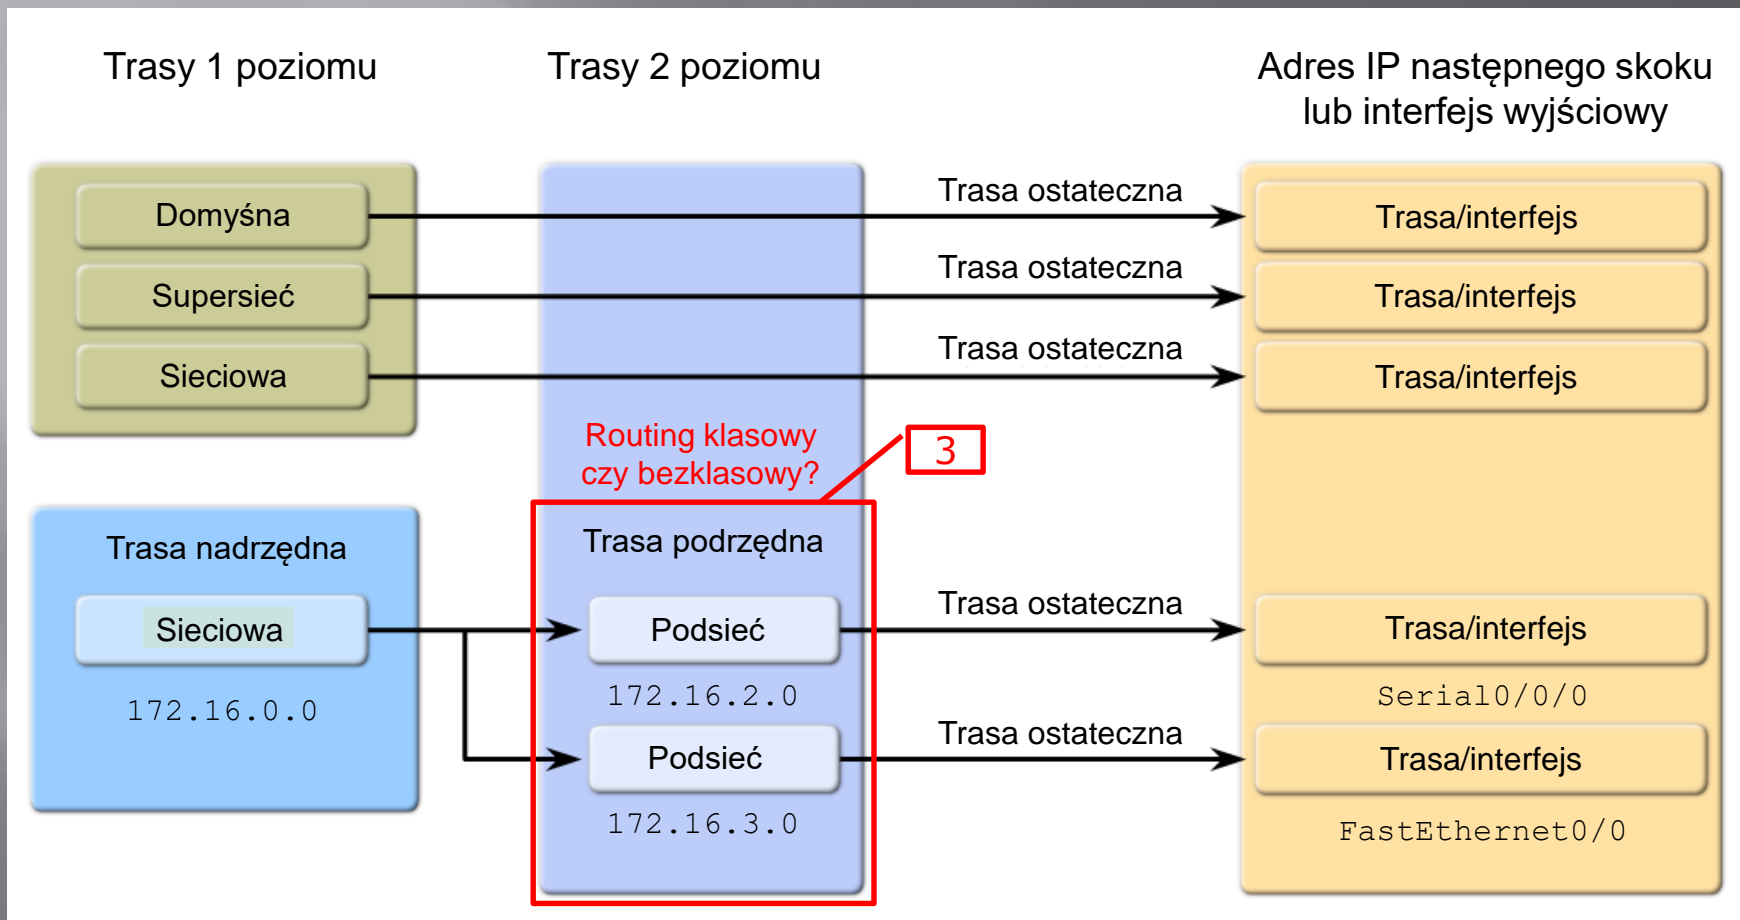 Trasy 1 poziomu
Trasy 2 poziomu
Adres IP następnego skoku
lub interfejs wyjściowy
Domyśna
Trasa ostateczna
Trasa/interfejs
Supersieć
Trasa ostateczna
Trasa/interfejs
Sieciowa
Trasa ostateczna
Trasa/interfejs
Routing klasowy
czy bezklasowy?
3
Trasa nadrzędna
Trasa podrzędna
Sieciowa
Podsieć
Trasa ostateczna
Trasa/interfejs
172.16.0.0
172.16.2.0
Serial0/0/0
Podsieć
Trasa ostateczna
Trasa/interfejs
172.16.3.0
FastEthernet0/0